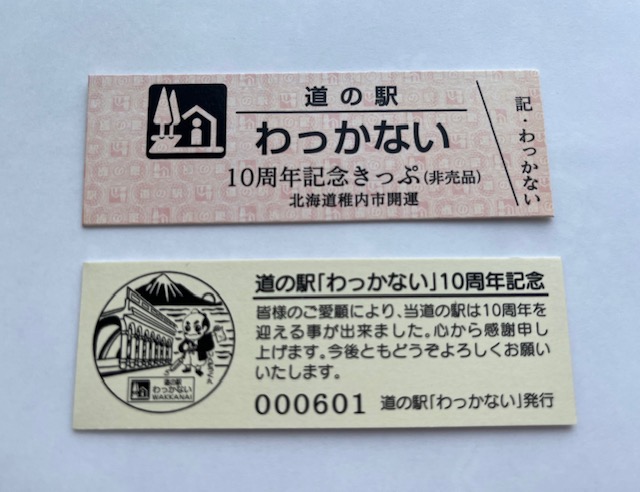 道の駅
わっかない
10周年記念きっぷ(非売品)
北海道稚内市開運
記・わっかない
道の駅「わっかない」10周年記念
皆様のご愛顧により、当道の駅は10周年を
迎える事が出来ました。心から感謝申し
上げます。今後ともどうぞよろしくお願い
いたします。
000601 道の駅「わっかない」発行
道の駅
わっかない
WAKKANAI